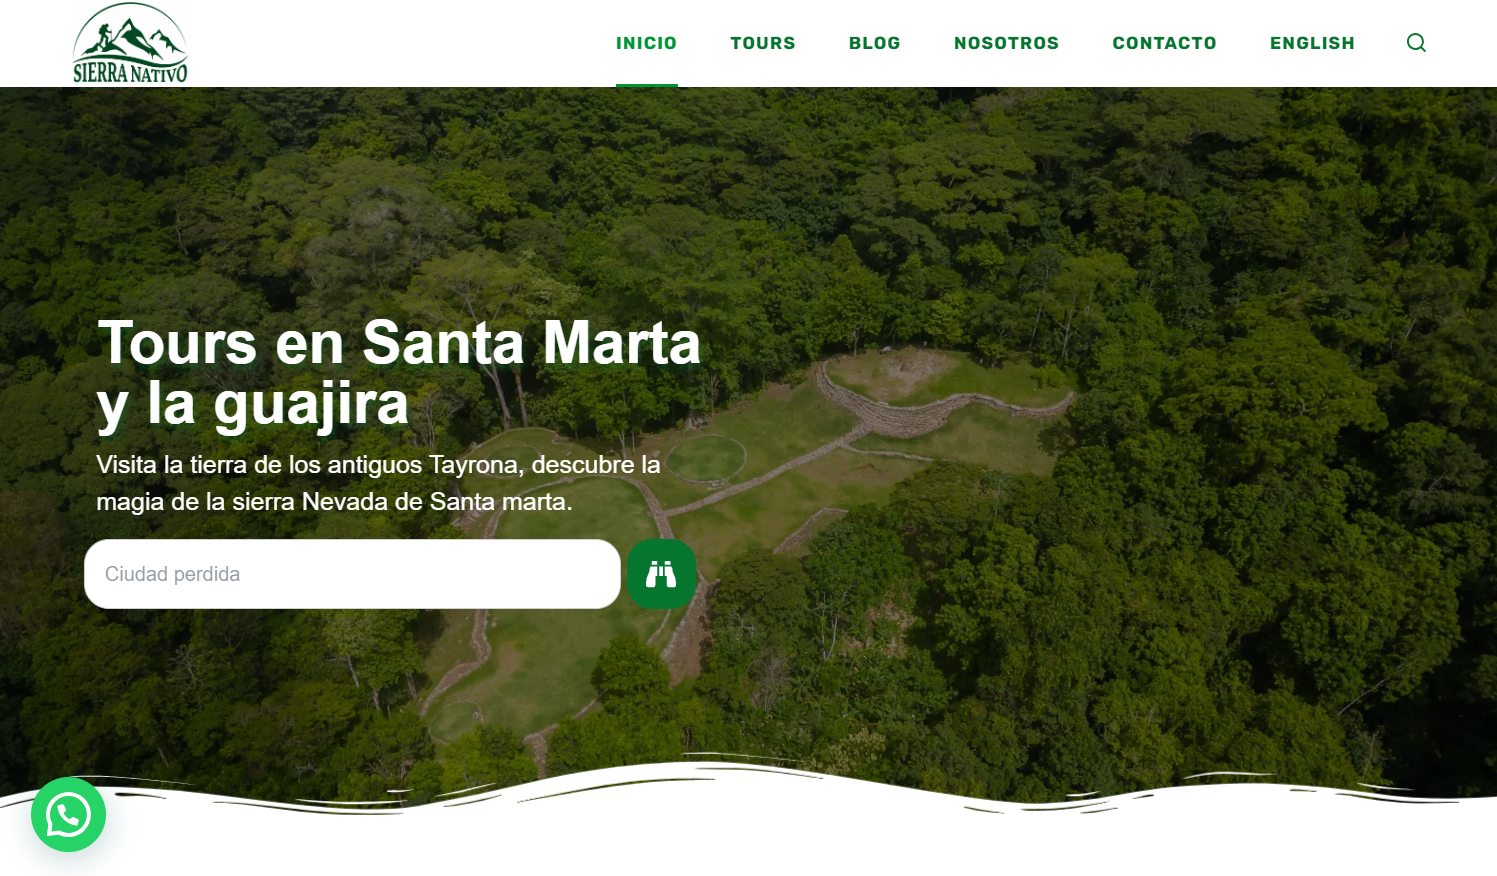 SIERRA NATIVO
INICIO
TOURS
BLOG
NOSOTROS
CONTACTO
ENGLISH
Tours en Santa Marta
y la guajira
Visita la tierra de los antiguos Tayrona, descubre la
magia de la sierra Nevada de Santa marta.
Ciudad perdida